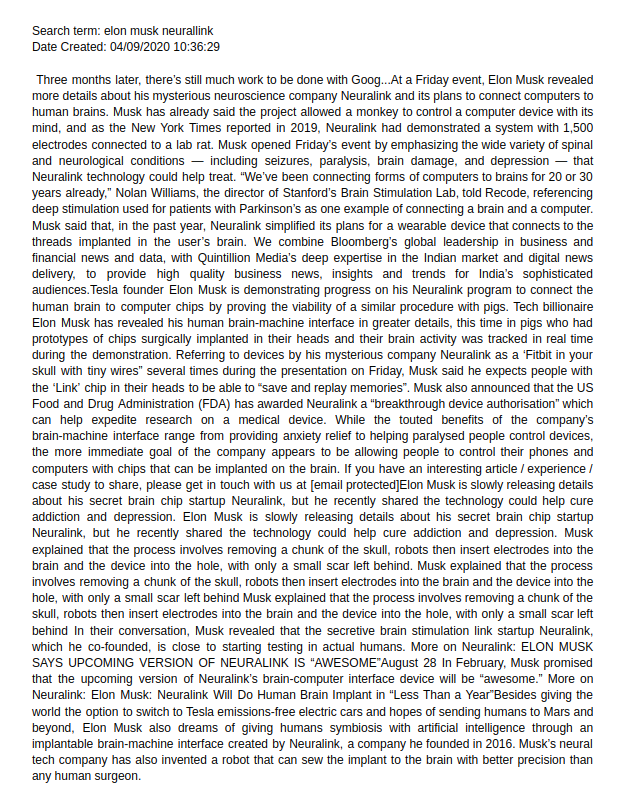 Search term: elon musk neurallink
Date Created: 04/09/2020 10:36:29
Three months later, there's still much work to be done with Goog...At a Friday event, Elon Musk revealed
more details about his mysterious neuroscience company Neuralink and its plans to connect computers to
human brains. Musk has already said the project allowed a monkey to control a computer device with its
mind, and as the New York Times reported in 2019, Neuralink had demonstrated a system with 1,500
electrodes connected to a lab rat. Musk opened Friday's event by emphasizing the wide variety of spinal
and neurological conditions — including seizures, paralysis, brain damage, and depression — that
Neuralink technology could help treat. “We've been connecting forms of computers to brains for 20 or 30
years already,” Nolan Williams, the director of Stanford's Brain Stimulation Lab, told Recode, referencing
deep stimulation used for patients with Parkinson's as one example of connecting a brain and a computer.
Musk said that, in the past year, Neuralink simplified its plans for a wearable device that connects to the
threads implanted in the user's brain. We combine Bloomberg's global leadership in business and
financial news and data, with Quintillion Media's deep expertise in the Indian market and digital news
delivery, to provide high quality business news, insights and trends for India's sophisticated
audiences.Tesla founder Elon Musk is demonstrating progress on his Neuralink program to connect the
human brain to computer chips by proving the viability of a similar procedure with pigs. Tech billionaire
Elon Musk has revealed his human brain-machine interface in greater details, this time in pigs who had
prototypes of chips surgically implanted in their heads and their brain activity was tracked in real time
during the demonstration. Referring to devices by his mysterious company Neuralink as a ‘Fitbit in your
skull with tiny wires” several times during the presentation on Friday, Musk said he expects people with
the ‘Link’ chip in their heads to be able to “save and replay memories”. Musk also announced that the US
Food and Drug Administration (FDA) has awarded Neuralink a “breakthrough device authorisation” which
can help expedite research on a medical device. While the touted benefits of the company's
brain-machine interface range from providing anxiety relief to helping paralysed people control devices,
the more immediate goal of the company appears to be allowing people to control their phones and
computers with chips that can be implanted on the brain. If you have an interesting article / experience /
case study to share, please get in touch with us at [email protected]Elon Musk is slowly releasing details
about his secret brain chip startup Neuralink, but he recently shared the technology could help cure
addiction and depression. Elon Musk is slowly releasing details about his secret brain chip startup
Neuralink, but he recently shared the technology could help cure addiction and depression. Musk
explained that the process involves removing a chunk of the skull, robots then insert electrodes into the
brain and the device into the hole, with only a small scar left behind. Musk explained that the process
involves removing a chunk of the skull, robots then insert electrodes into the brain and the device into the
hole, with only a small scar left behind Musk explained that the process involves removing a chunk of the
skull, robots then insert electrodes into the brain and the device into the hole, with only a small scar left
behind In their conversation, Musk revealed that the secretive brain stimulation link startup Neuralink,
which he co-founded, is close to starting testing in actual humans. More on Neuralink: ELON MUSK
SAYS UPCOMING VERSION OF NEURALINK IS “AWESOME”August 28 In February, Musk promised
that the upcoming version of Neuralink's brain-computer interface device will be “awesome.” More on
Neuralink: Elon Musk: Neuralink Will Do Human Brain Implant in “Less Than a Year”Besides giving the
world the option to switch to Tesla emissions-free electric cars and hopes of sending humans to Mars and
beyond, Elon Musk also dreams of giving humans symbiosis with artificial intelligence through an
implantable brain-machine interface created by Neuralink, a company he founded in 2016. Musk's neural
tech company has also invented a robot that can sew the implant to the brain with better precision than
any human surgeon.